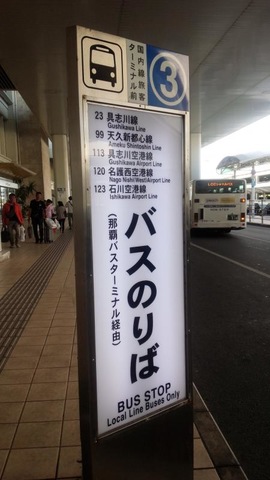 国内線旅客
ターミナル前
3
23 具志川線
Gushikawa Line
99 天久新都心線
Ameku Shintoshin Line
113 具志川空港線
Gushikawa Airport Line
120 名護西空港線
Nago Nishi(West)Airport Line
123 石川空港線
Ishikawa Airport Line
バスのりば
(那覇バスターミナル経由)
BUS STOP
Local Line Buses Only